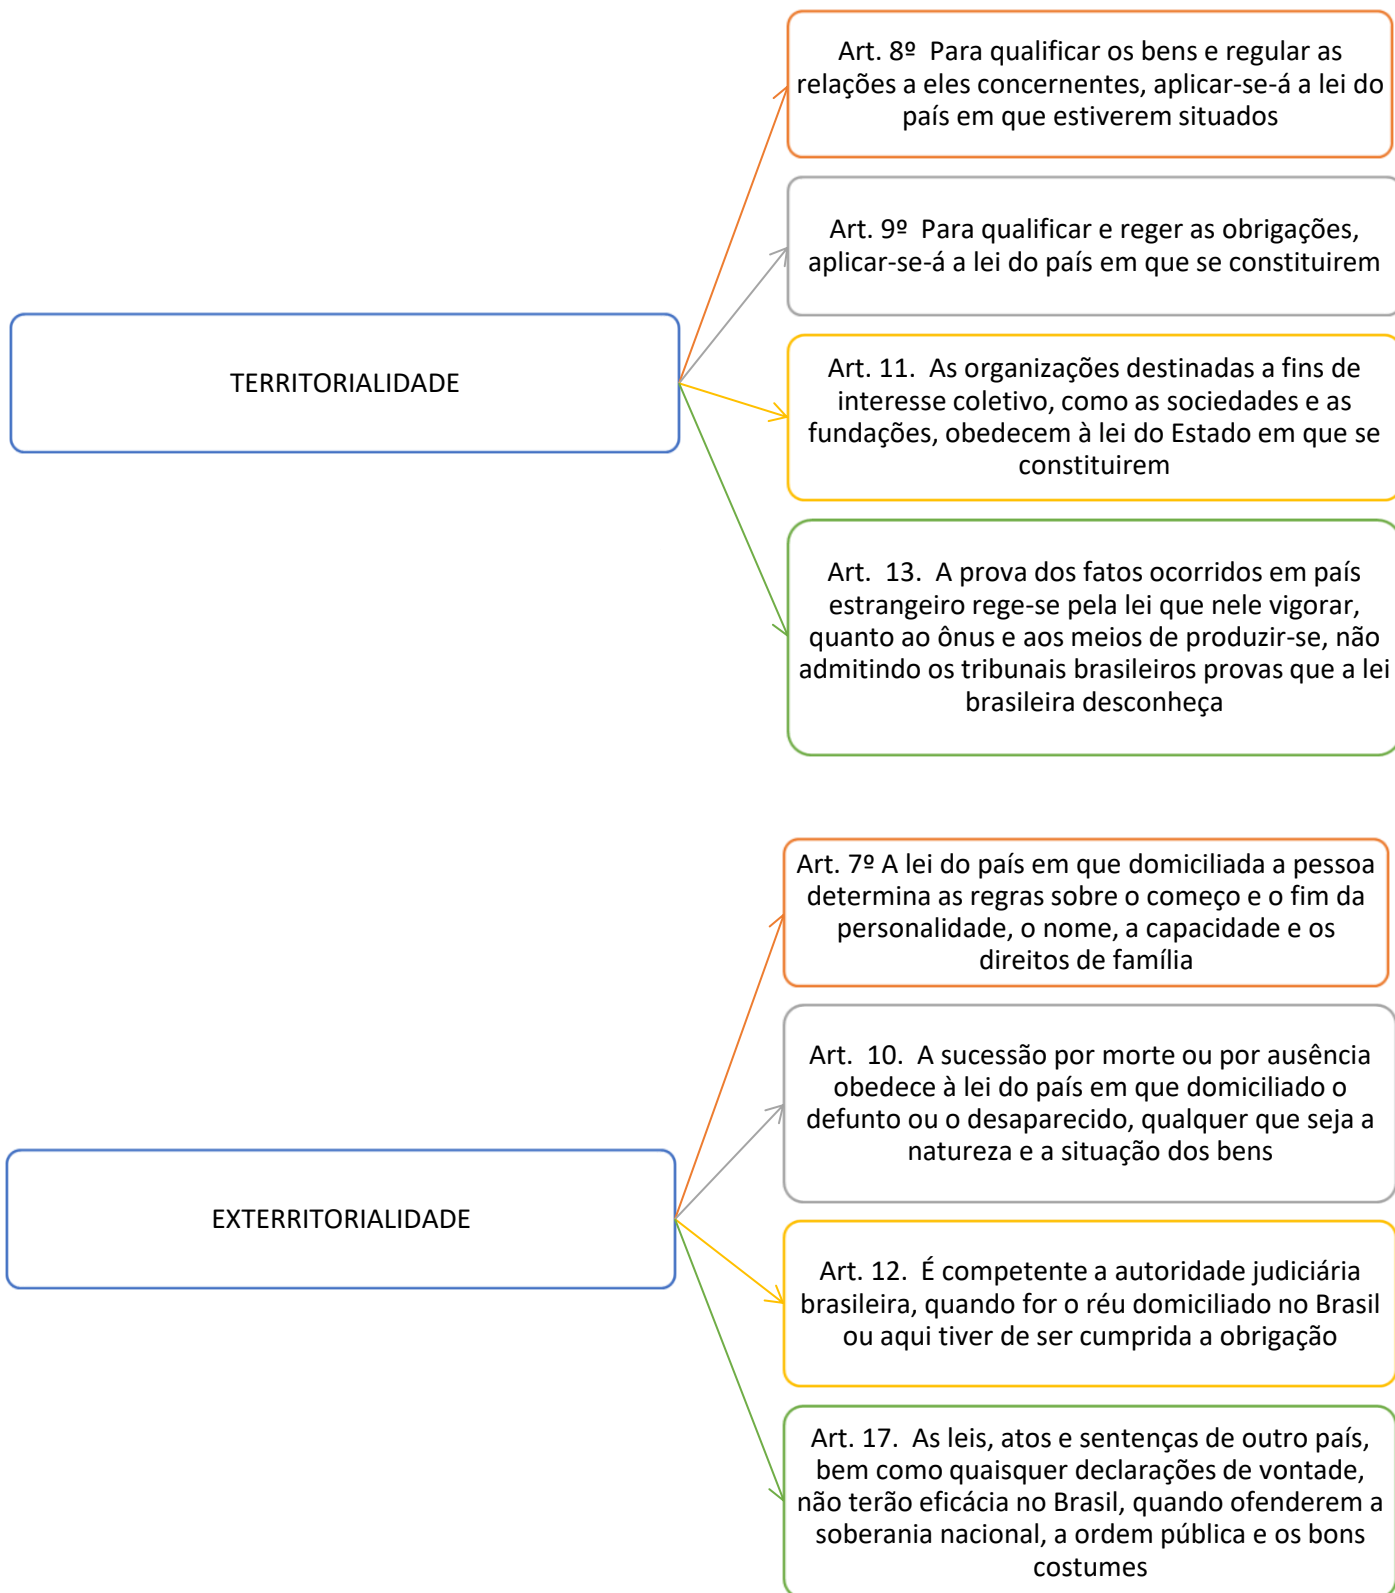 Art. 8º  Para qualificar os bens e regular as
relações a eles concernentes, aplicar-se-á a lei do
país em que estiverem situados
Art. 9º  Para qualificar e reger as obrigações,
aplicar-se-á a lei do país em que se constituirem
TERRITORIALIDADE
Art. 11.  As organizações destinadas a fins de
interesse coletivo, como as sociedades e as
fundações, obedecem à lei do Estado em que se
constituirem
Art.  13.  A prova dos fatos ocorridos em país
estrangeiro rege-se pela lei que nele vigorar,
quanto ao ônus e aos meios de produzir-se, não
admitindo os tribunais brasileiros provas que a lei
brasileira desconheça
Art. 7º A lei do país em que domiciliada a pessoa
determina as regras sobre o começo e o fim da
personalidade, o nome, a capacidade e os
direitos de família
Art.  10.  A sucessão por morte ou por ausência
obedece à lei do país em que domiciliado o
defunto ou o desaparecido, qualquer que seja a
natureza e a situação dos bens
EXTERRITORIALIDADE
Art. 12.  É competente a autoridade judiciária
brasileira, quando for o réu domiciliado no Brasil
ou aqui tiver de ser cumprida a obrigação
Art. 17.  As leis, atos e sentenças de outro país,
bem como quaisquer declarações de vontade,
não terão eficácia no Brasil, quando ofenderem a
soberania nacional, a ordem pública e os bons
costumes